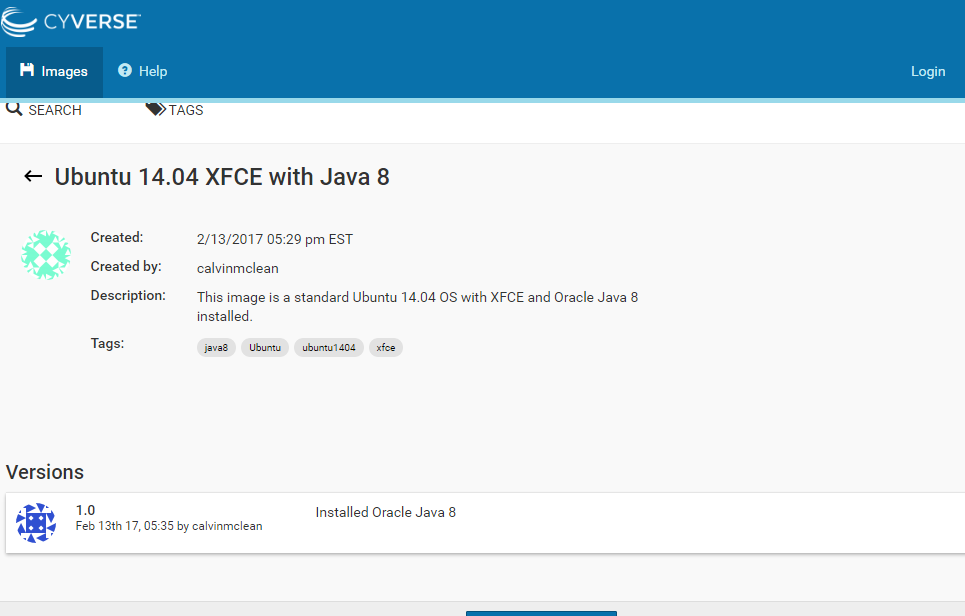 CYVERSE™
Images
Help
Login
SEARCH
TAGS
Ubuntu 14.04 XFCE with Java 8
Created: 2/13/2017 05:29 pm EST
Created by: calvinmclean
Description: This image is a standard Ubuntu 14.04 OS with XFCE and Oracle Java 8
installed.
Tags: java8 Ubuntu ubuntu1404 xfce
Versions
1.0 Installed Oracle Java 8
Feb 13th 17, 05:35 by calvinmclean